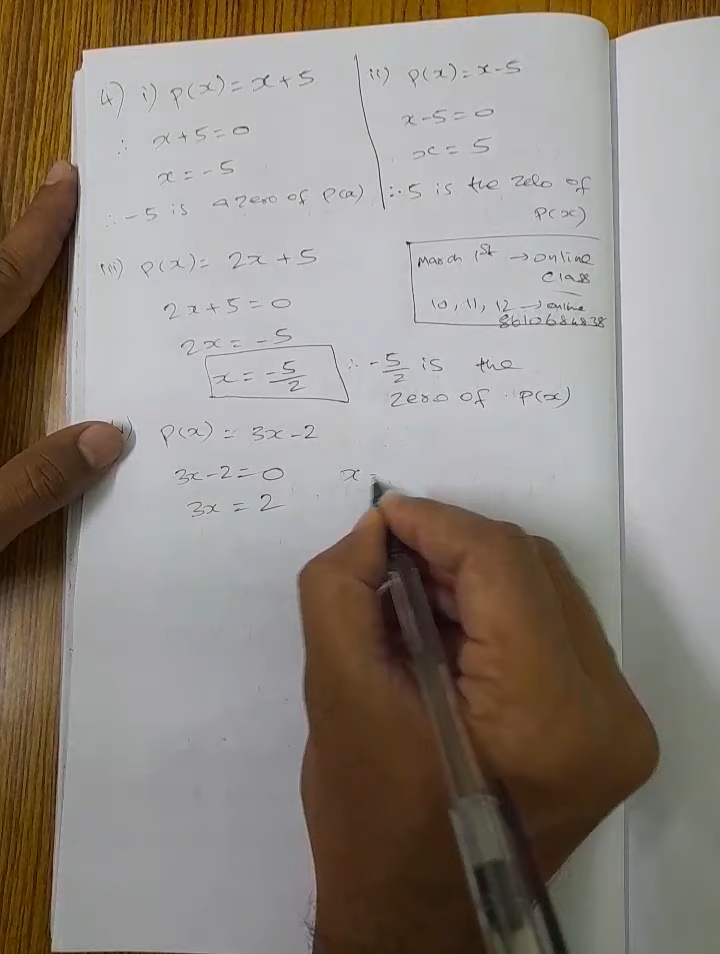 4) i) p(x) = x + 5
∴ x + 5 = 0
x = -5
∴ -5 is a zero of p(x)
ii) p(x) = x - 5
x - 5 = 0
x = 5
∴ 5 is the zero of
p(x)
March 1st → online
class
10, 11, 12 → online
8610684838
iii) p(x) = 2x + 5
2x + 5 = 0
2x = -5
x = -5/2
∴ -5/2 is the
zero of p(x)
p(x) = 3x - 2
3x - 2 = 0
3x = 2
x =